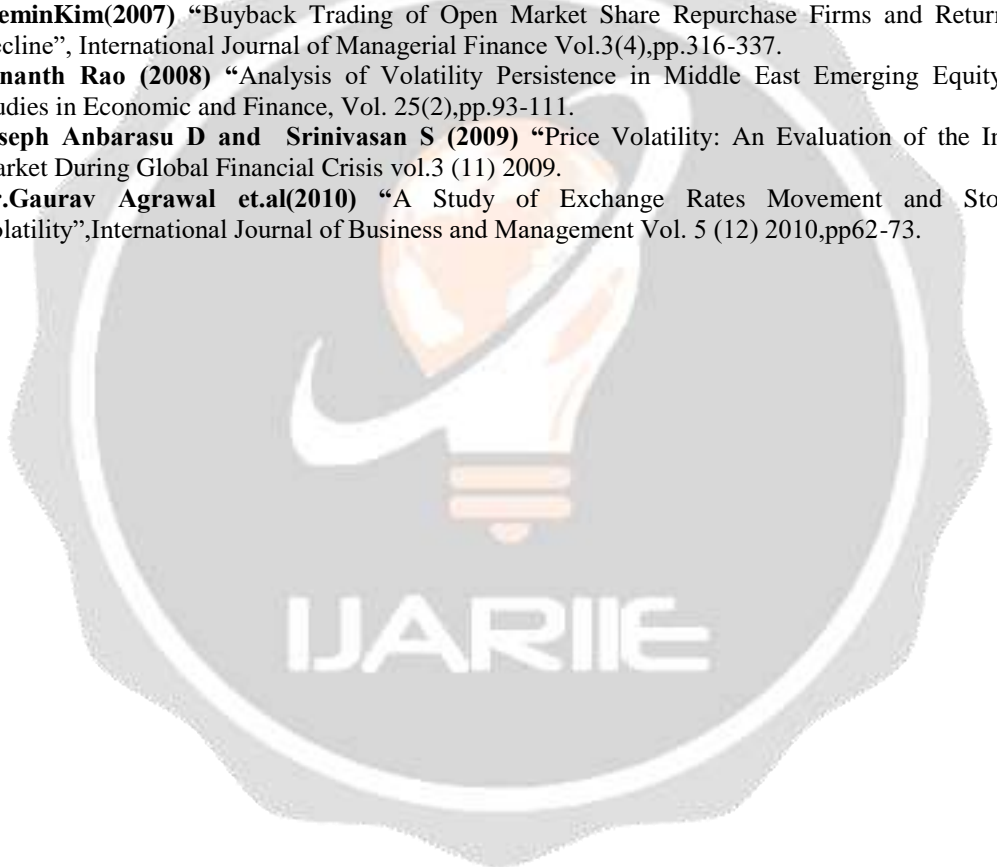 eminKim(2007) “Buyback Trading of Open Market Share Repurchase Firms and Return
ecline”, International Journal of Managerial Finance Vol.3(4),pp.316-337.
nanth Rao (2008) “Analysis of Volatility Persistence in Middle East Emerging Equity
udies in Economic and Finance, Vol. 25(2),pp.93-111.
seph Anbarasu D and Srinivasan S (2009) “Price Volatility: An Evaluation of the In
arket During Global Financial Crisis vol.3 (11) 2009.
r.Gaurav Agrawal et.al(2010) “A Study of Exchange Rates Movement and Sto
olatility”,International Journal of Business and Management Vol. 5 (12) 2010,pp62-73.
IJARIIE